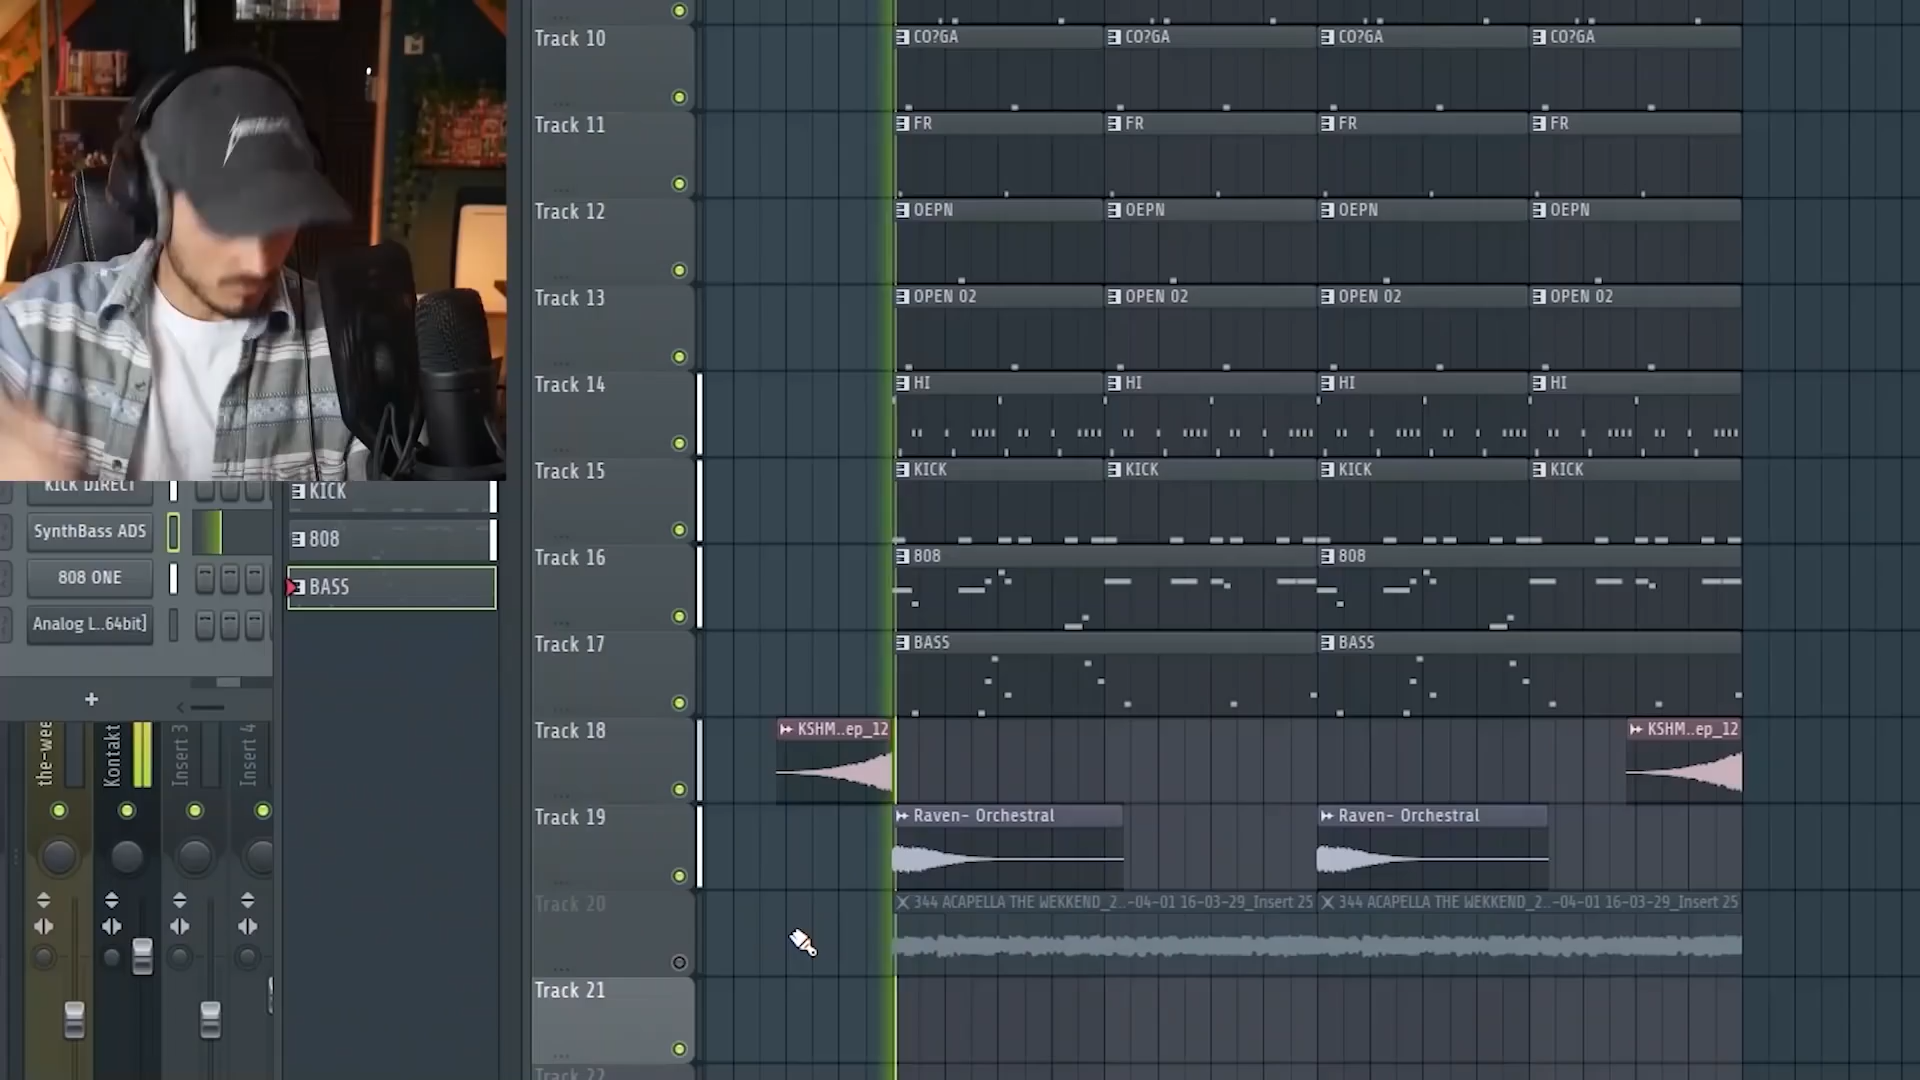 Track 10
CO?GA CO?GA CO?GA CO?GA
Track 11
FR FR FR FR
Track 12
OEPN OEPN OEPN OEPN
Track 13
OPEN 02 OPEN 02 OPEN 02 OPEN 02
Track 14
HI HI HI HI
Track 15
KICK KICK KICK KICK
Track 16
808 808
Track 17
BASS BASS
Track 18
KSHM..ep_12 KSHM..ep_12
Track 19
Raven- Orchestral Raven- Orchestral
Track 20
344 ACAPELLA THE WEKKEND_2..-04-01 16-03-29_Insert 25 344 ACAPELLA THE WEKKEND_2..-04-01 16-03-29_Insert 25
Track 21
Track 22
KICK DIRECT
SynthBass ADS
808 ONE
Analog L..64bit]
+
KICK
808
BASS
the-wee
Kontakt
Insert 3
Insert 4